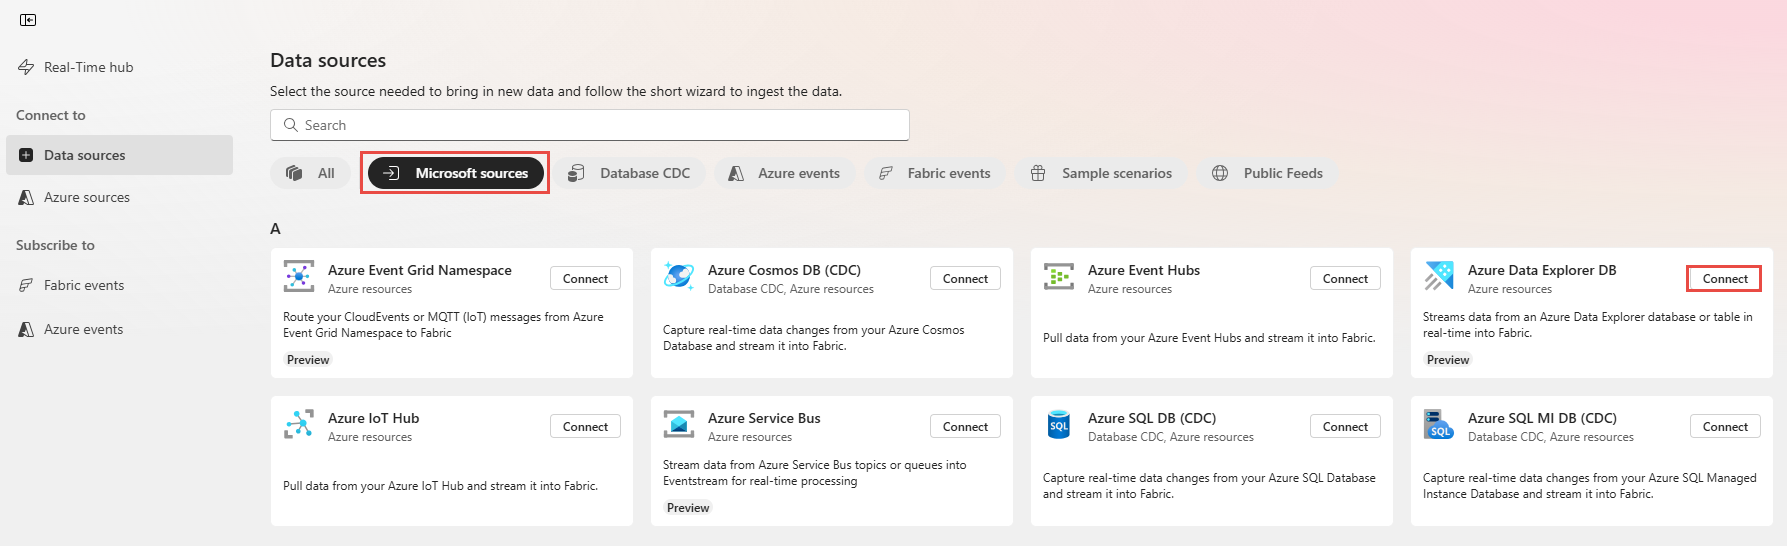 Real-Time hub
Connect to
Data sources
Azure sources
Subscribe to
Fabric events
Azure events
Data sources
Select the source needed to bring in new data and follow the short wizard to ingest the data.
Search
All
Microsoft sources
Database CDC
Azure events
Fabric events
Sample scenarios
Public Feeds
A
Azure Event Grid Namespace
Azure resources
Connect
Route your CloudEvents or MQTT (IoT) messages from Azure
Event Grid Namespace to Fabric
Preview
Azure Cosmos DB (CDC)
Database CDC, Azure resources
Connect
Capture real-time data changes from your Azure Cosmos
Database and stream it into Fabric.
Azure Event Hubs
Azure resources
Connect
Pull data from your Azure Event Hubs and stream it into Fabric.
Azure Data Explorer DB
Azure resources
Connect
Streams data from an Azure Data Explorer database or table in
real-time into Fabric.
Preview
Azure IoT Hub
Azure resources
Connect
Pull data from your Azure IoT Hub and stream it into Fabric.
Azure Service Bus
Azure resources
Connect
Stream data from Azure Service Bus topics or queues into
Eventstream for real-time processing
Preview
SQL
Azure SQL DB (CDC)
Database CDC, Azure resources
Connect
Capture real-time data changes from your Azure SQL Database
and stream it into Fabric.
SQL
Azure SQL MI DB (CDC)
Database CDC, Azure resources
Connect
Capture real-time data changes from your Azure SQL Managed
Instance Database and stream it into Fabric.